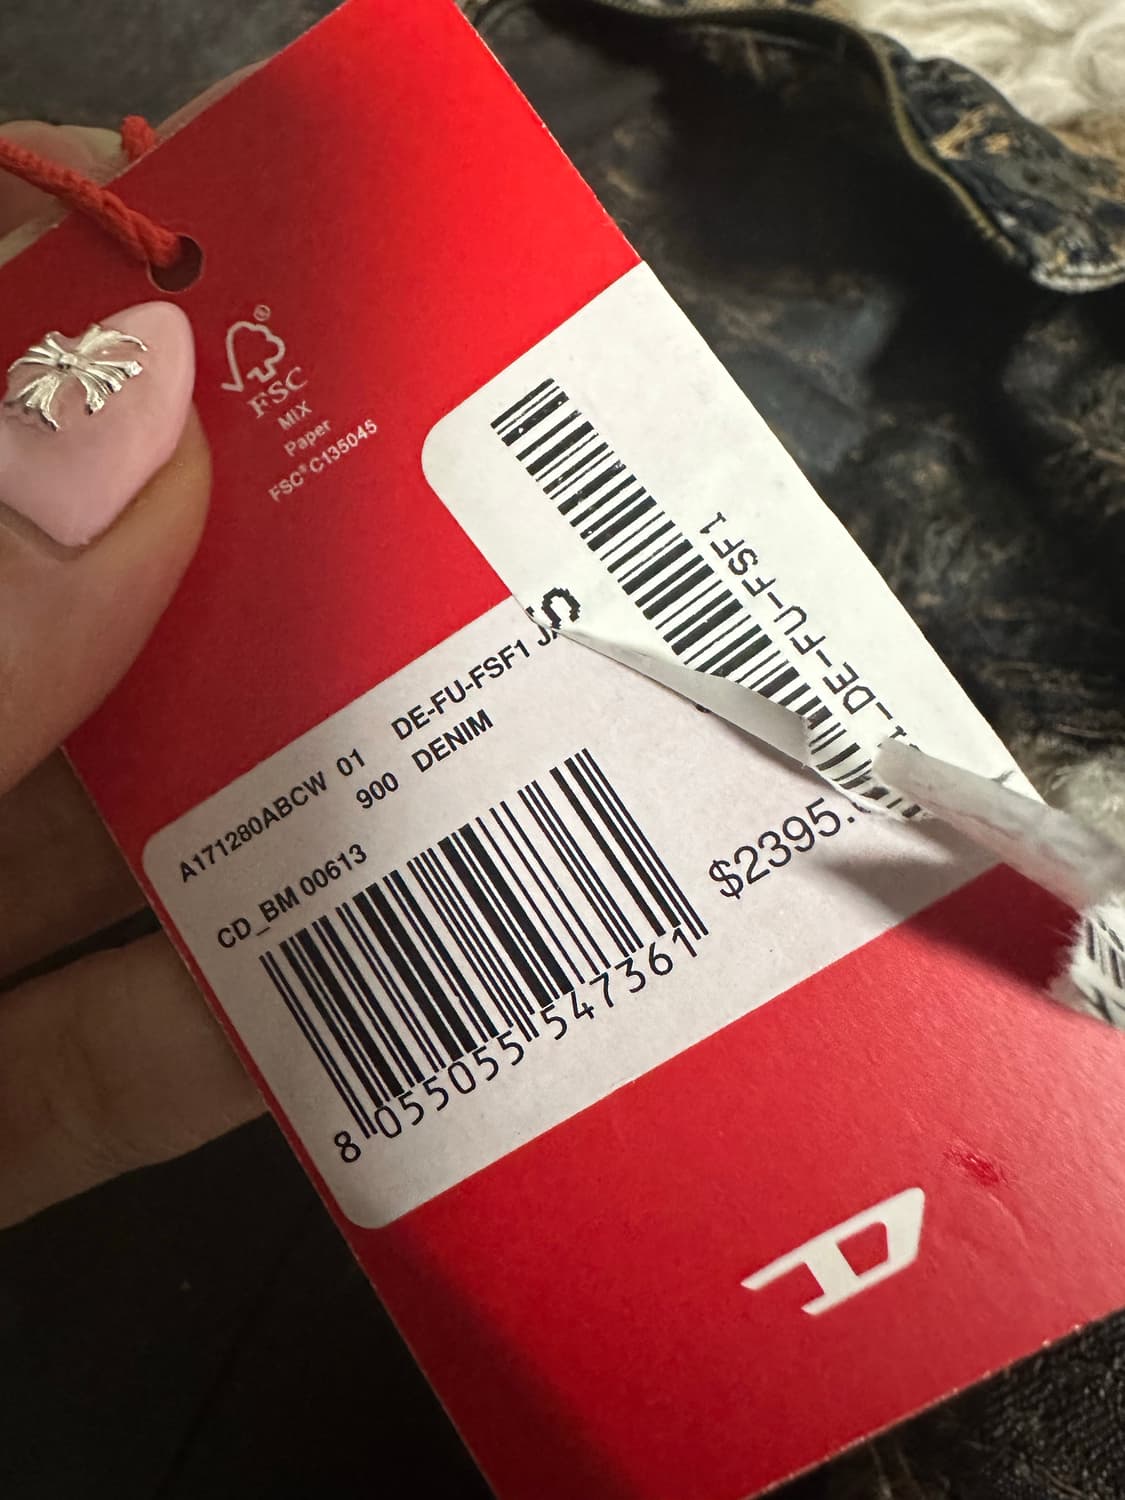 FSC®
MIX
Paper
FSC® C135045
S
1_DE-FU-FSF1
A171280ABCW 01 DE-FU-FSF1
900 DENIM
CD_BM 00613
$2395.
8 055055 547361
D